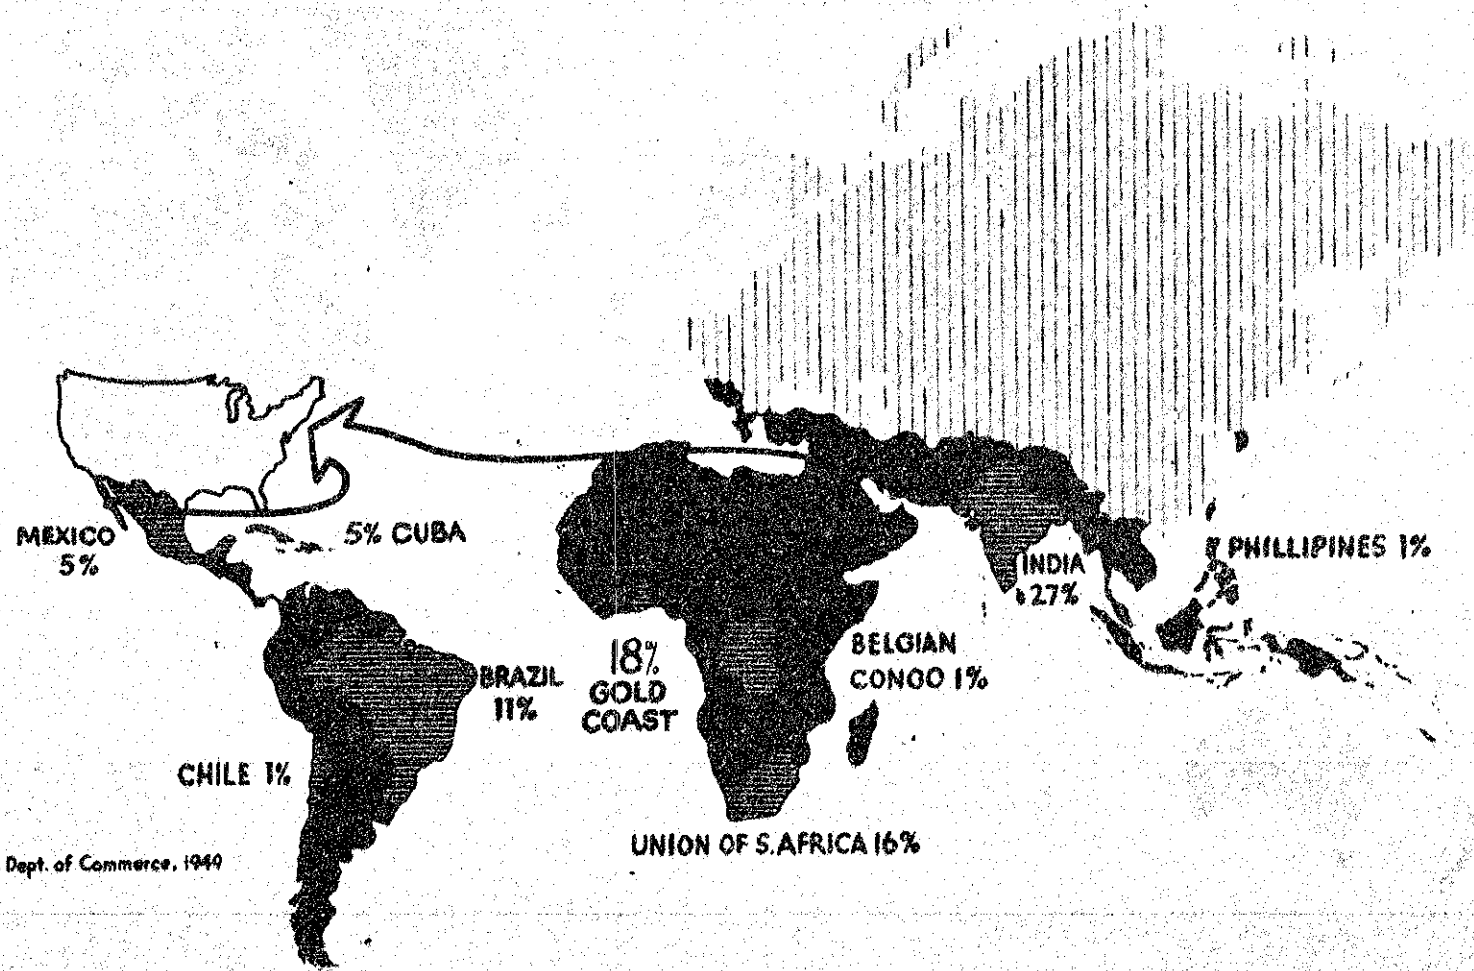 MEXICO
5%
5% CUBA
INDIA
27%
PHILLIPINES 1%
BELGIAN
CONGO 1%
18%
GOLD
COAST
BRAZIL
11%
CHILE 1%
UNION OF S.AFRICA 16%
Dept. of Commerce, 1949